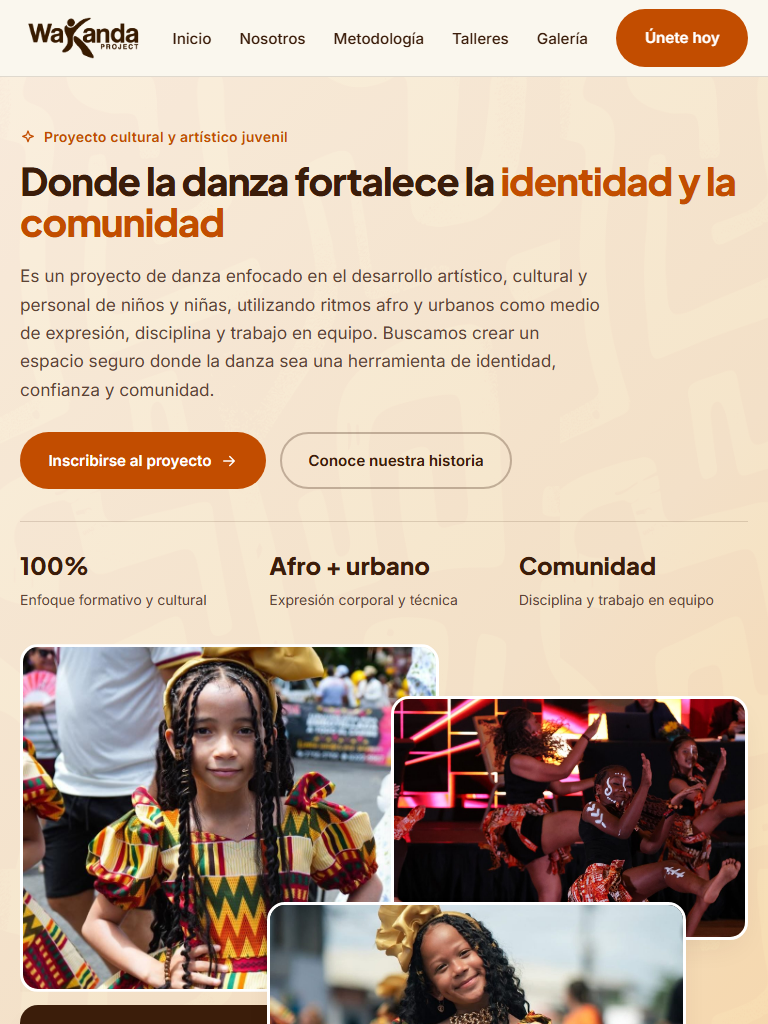 Wakanda
PROJECT
Inicio
Nosotros
Metodología
Talleres
Galería
Únete hoy
Proyecto cultural y artístico juvenil
Donde la danza fortalece la identidad y la
comunidad
Es un proyecto de danza enfocado en el desarrollo artístico, cultural y
personal de niños y niñas, utilizando ritmos afro y urbanos como medio
de expresión, disciplina y trabajo en equipo. Buscamos crear un
espacio seguro donde la danza sea una herramienta de identidad,
confianza y comunidad.
Inscribirse al proyecto →
Conoce nuestra historia
100%
Enfoque formativo y cultural
Afro + urbano
Expresión corporal y técnica
Comunidad
Disciplina y trabajo en equipo